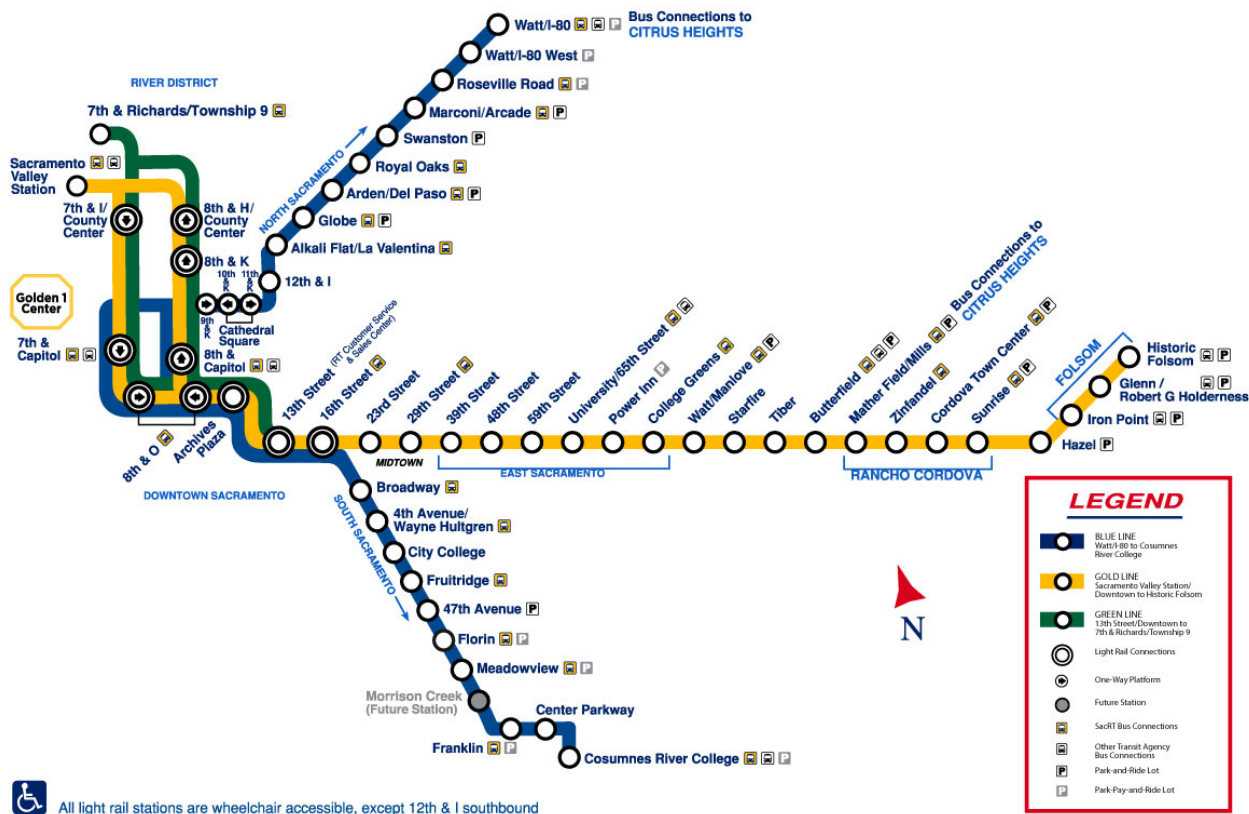 Watt/I-80
Bus Connections to
CITRUS HEIGHTS
Watt/I-80 West
Roseville Road
Marconi/Arcade
Swanston
Royal Oaks
Arden/Del Paso
Globe
Alkali Flat/La Valentina
12th & I
NORTH SACRAMENTO
RIVER DISTRICT
7th & Richards/Township 9
Sacramento
Valley
Station
7th & I/
County
Center
8th & H/
County
Center
8th & K
10th
&
K
11th
&
K
9th
&
K
Cathedral
Square
Golden 1
Center
7th &
Capitol
8th &
Capitol
8th & O
Archives
Plaza
DOWNTOWN SACRAMENTO
13th Street (RT Customer Service
& Sales Center)
16th Street
23rd Street
29th Street
39th Street
48th Street
59th Street
University/65th Street
Power Inn
College Greens
Watt/Manlove
Starfire
Tiber
Butterfield
Mather Field/Mills
Bus Connections to
CITRUS HEIGHTS
Zinfandel
Cordova Town Center
Sunrise
Hazel
Iron Point
Glenn /
Robert G Holderness
Historic
Folsom
FOLSOM
MIDTOWN
EAST SACRAMENTO
RANCHO CORDOVA
SOUTH SACRAMENTO
Broadway
4th Avenue/
Wayne Hultgren
City College
Fruitridge
47th Avenue
Florin
Meadowview
Morrison Creek
(Future Station)
Franklin
Center Parkway
Cosumnes River College
N
LEGEND
BLUE LINE
Watt/I-80 to Cosumnes
River College
GOLD LINE
Sacramento Valley Station/
Downtown to Historic Folsom
GREEN LINE
13th Street/Downtown to
7th & Richards/Township 9
Light Rail Connections
One-Way Platform
Future Station
SacRT Bus Connections
Other Transit Agency
Bus Connections
P Park-and-Ride Lot
P Park-Pay-and-Ride Lot
All light rail stations are wheelchair accessible, except 12th & I southbound